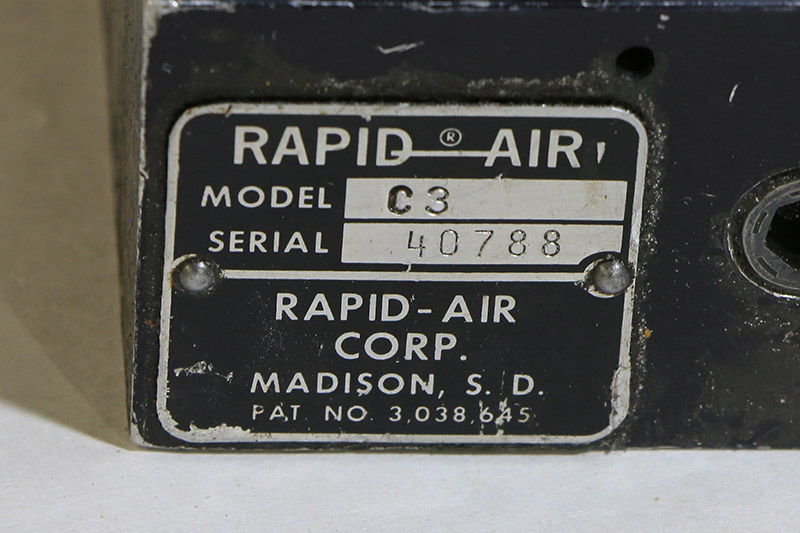 RAPID ® AIR
MODEL C3
SERIAL 40788
RAPID-AIR
CORP.
MADISON, S. D.
PAT. NO. 3,038,645